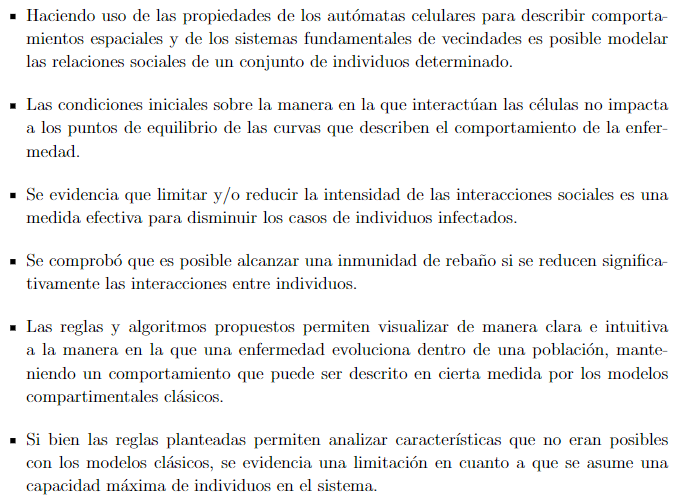 ▪ Haciendo uso de las propiedades de los autómatas celulares para describir comporta-
mientos espaciales y de los sistemas fundamentales de vecindades es posible modelar
las relaciones sociales de un conjunto de individuos determinado.
▪ Las condiciones iniciales sobre la manera en la que interactúan las células no impacta
a los puntos de equilibrio de las curvas que describen el comportamiento de la enfer-
medad.
▪ Se evidencia que limitar y/o reducir la intensidad de las interacciones sociales es una
medida efectiva para disminuir los casos de individuos infectados.
▪ Se comprobó que es posible alcanzar una inmunidad de rebaño si se reducen significa-
tivamente las interacciones entre individuos.
▪ Las reglas y algoritmos propuestos permiten visualizar de manera clara e intuitiva
a la manera en la que una enfermedad evoluciona dentro de una población, mante-
niendo un comportamiento que puede ser descrito en cierta medida por los modelos
compartimentales clásicos.
▪ Si bien las reglas planteadas permiten analizar características que no eran posibles
con los modelos clásicos, se evidencia una limitación en cuanto a que se asume una
capacidad máxima de individuos en el sistema.